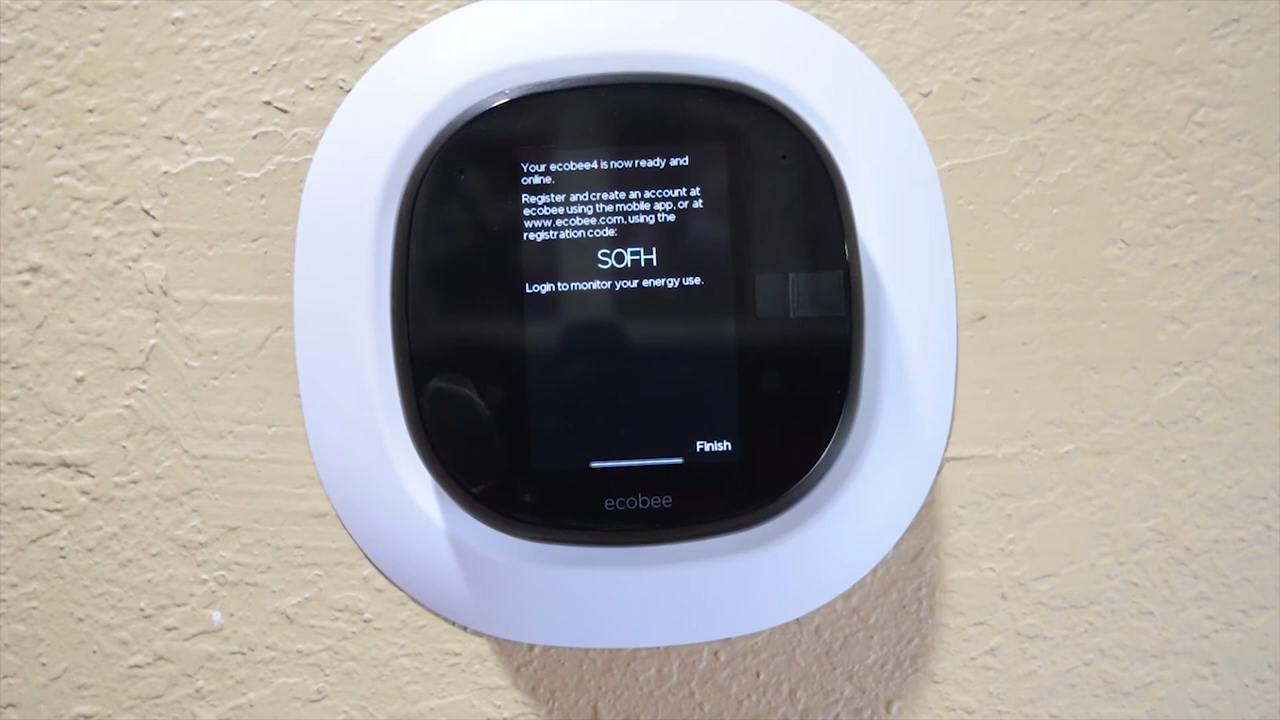 Your ecobee4 is now ready and
online.
Register and create an account at
ecobee using the mobile app, or at
www.ecobee.com, using the
registration code:
SOFH
Login to monitor your energy use.
Finish
ecobee